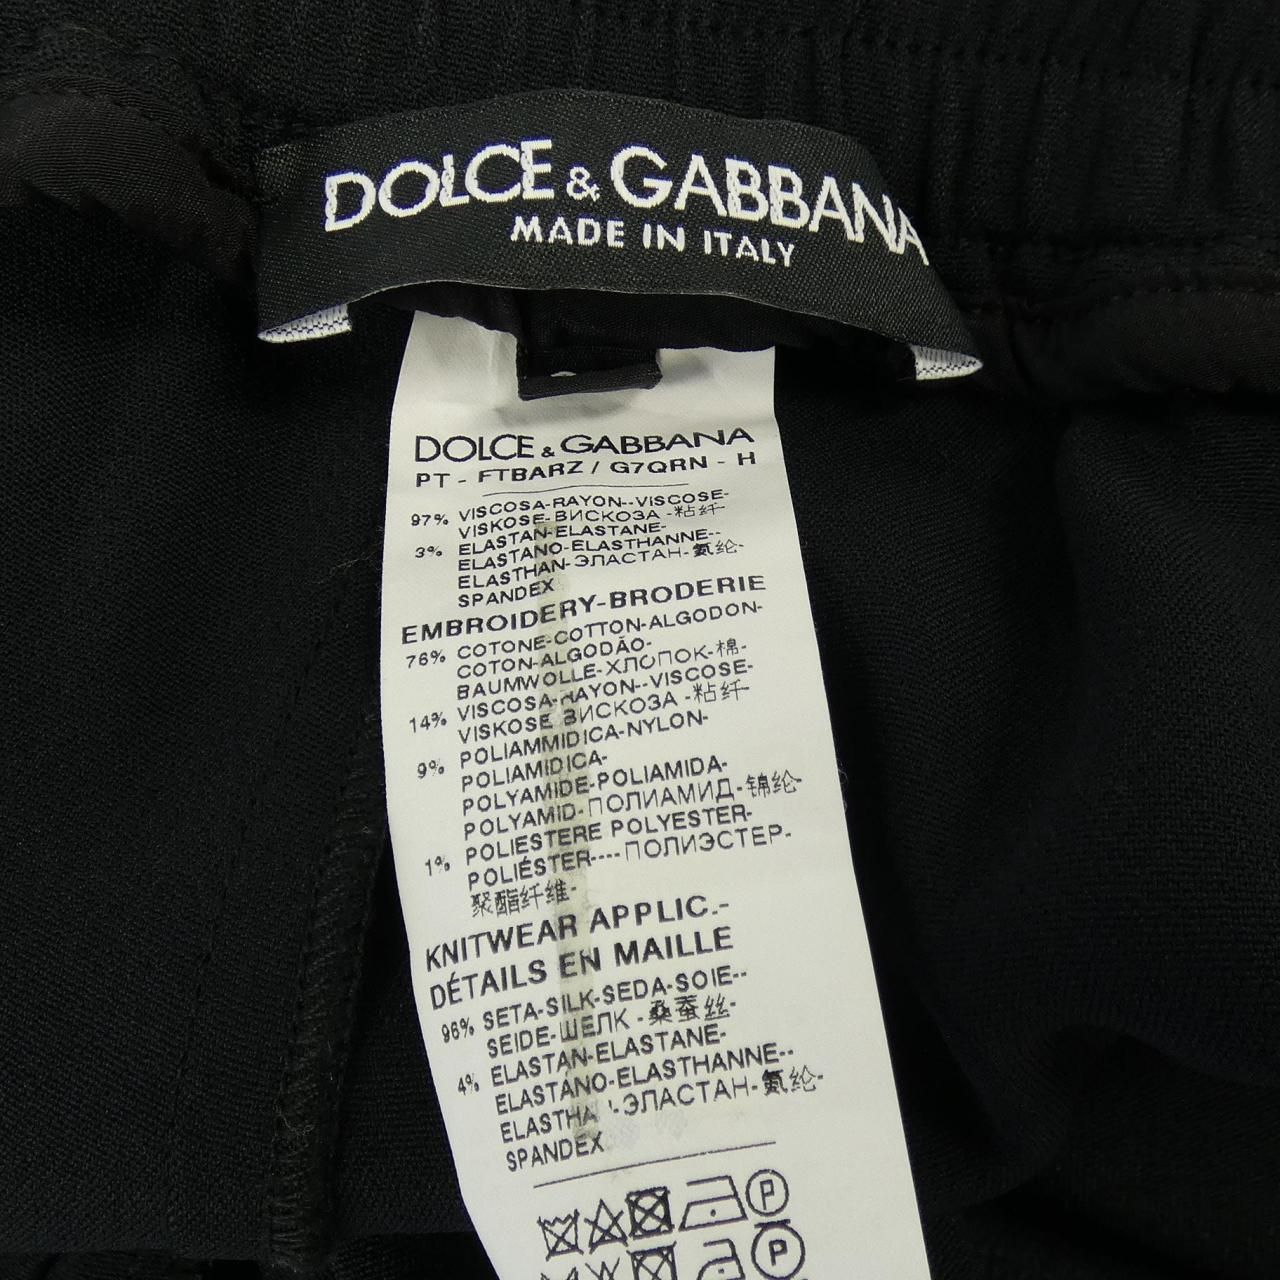 DOLCE & GABBANA
MADE IN ITALY
DOLCE & GABBANA
PT - FTBARZ / G7QRN - H
97% VISCOSA-RAYON--VISCOSE-
VISKOSE-ВИСКОЗА -粘纤-
3% ELASTAN-ELASTANE-
ELASTANO-ELASTHANNE--
ELASTHAN-ЭЛАСТАН-氨纶-
SPANDEX
EMBROIDERY-BRODERIE
76% COTONE-COTTON-ALGODON-
COTON-ALGODÃO-
BAUMWOLLE-ХЛОПОК-棉-
14% VISCOSA-RAYON--VISCOSE-
VISKOSE ВИСКОЗА -粘纤-
9% POLIAMMIDICA-NYLON-
POLIAMIDICA-
POLYAMIDE-POLIAMIDA-
POLYAMID-ПОЛИАМИД-锦纶-
1% POLIESTERE POLYESTER-
POLIÉSTER----ПОЛИЭСТЕР-
聚酯纤维-
KNITWEAR APPLIC.-
DÉTAILS EN MAILLE
96% SETA-SILK-SEDA-SOIE--
SEIDE-ШЕЛК -桑蚕丝-
4% ELASTAN-ELASTANE-
ELASTANO-ELASTHANNE--
-ЭЛАСТАН-氨纶-
SPANDEX
P
P